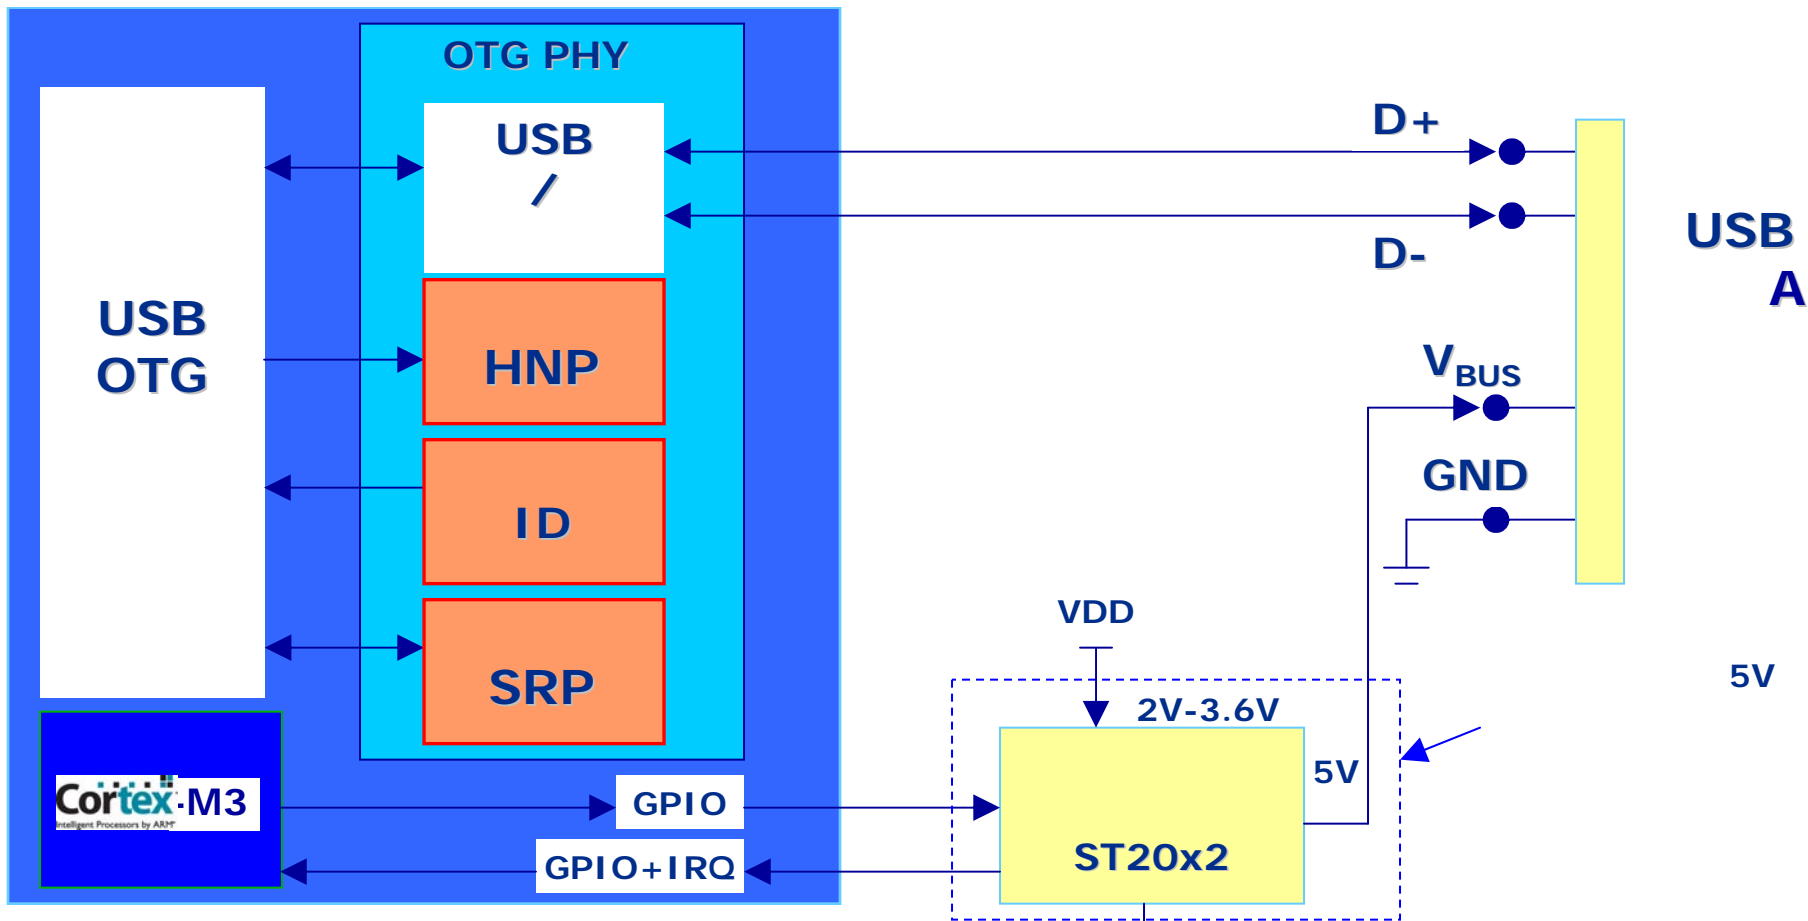 OTG PHY
USB
/
D+
D-
USB
A
USB
OTG
HNP
VBUS
GND
ID
VDD
SRP
2V-3.6V
5V
5V
Cortex
Intelligent Processors by ARM
-M3
GPIO
GPIO+IRQ
ST20x2